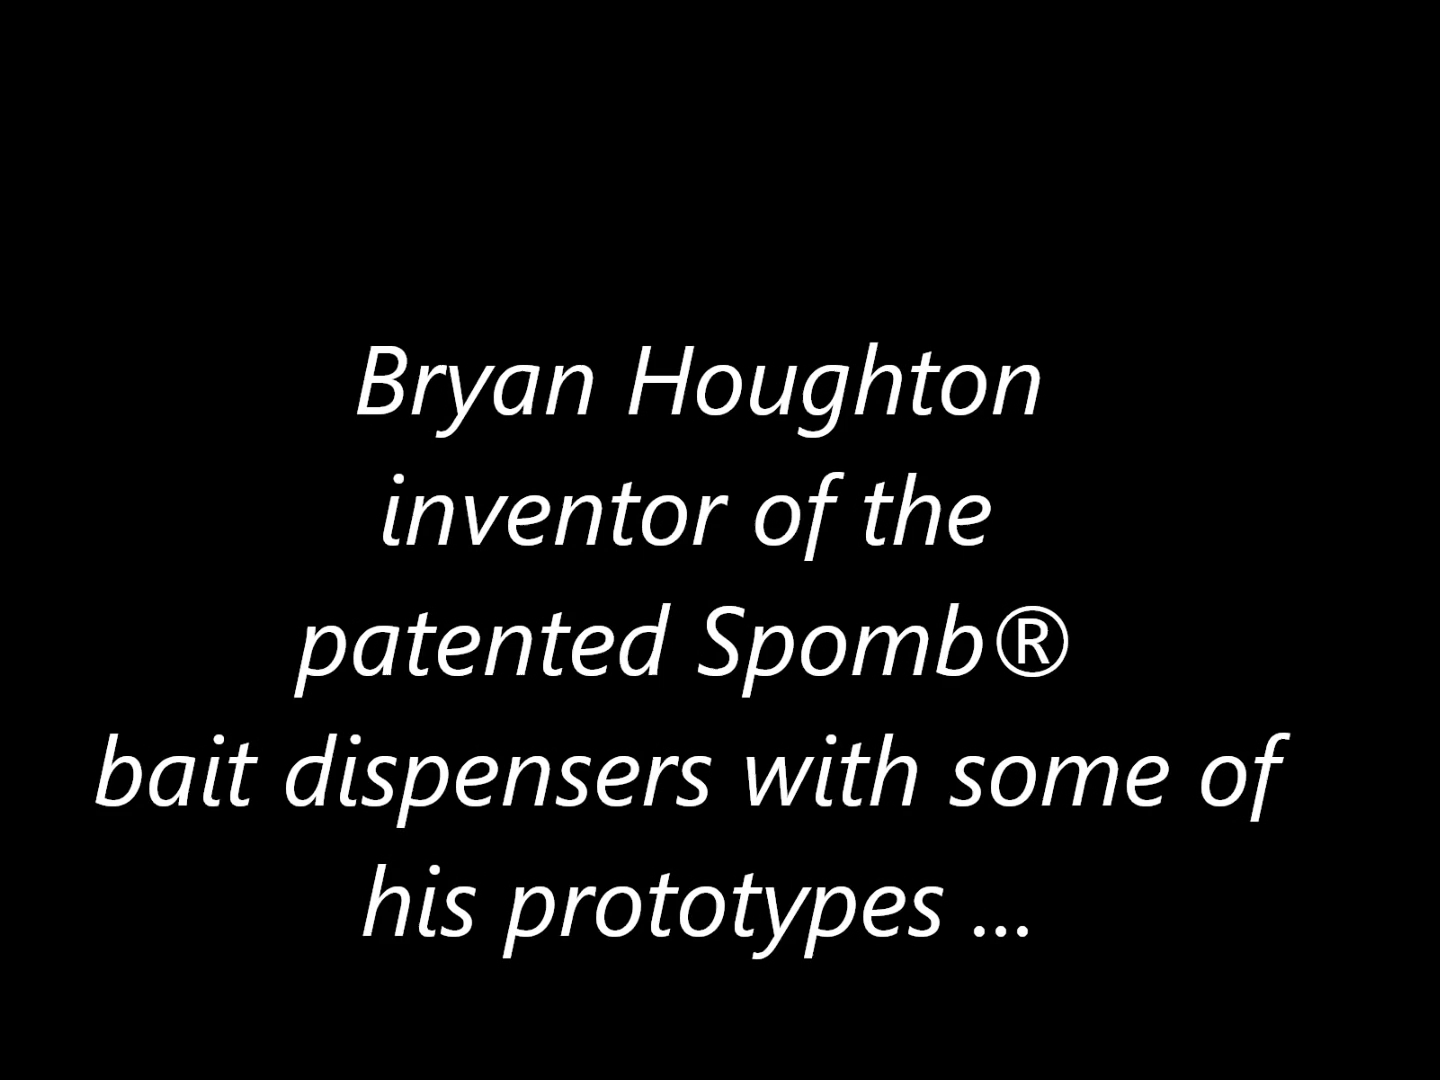 Bryan Houghton
inventor of the
patented Spomb®
bait dispensers with some of
his prototypes ...